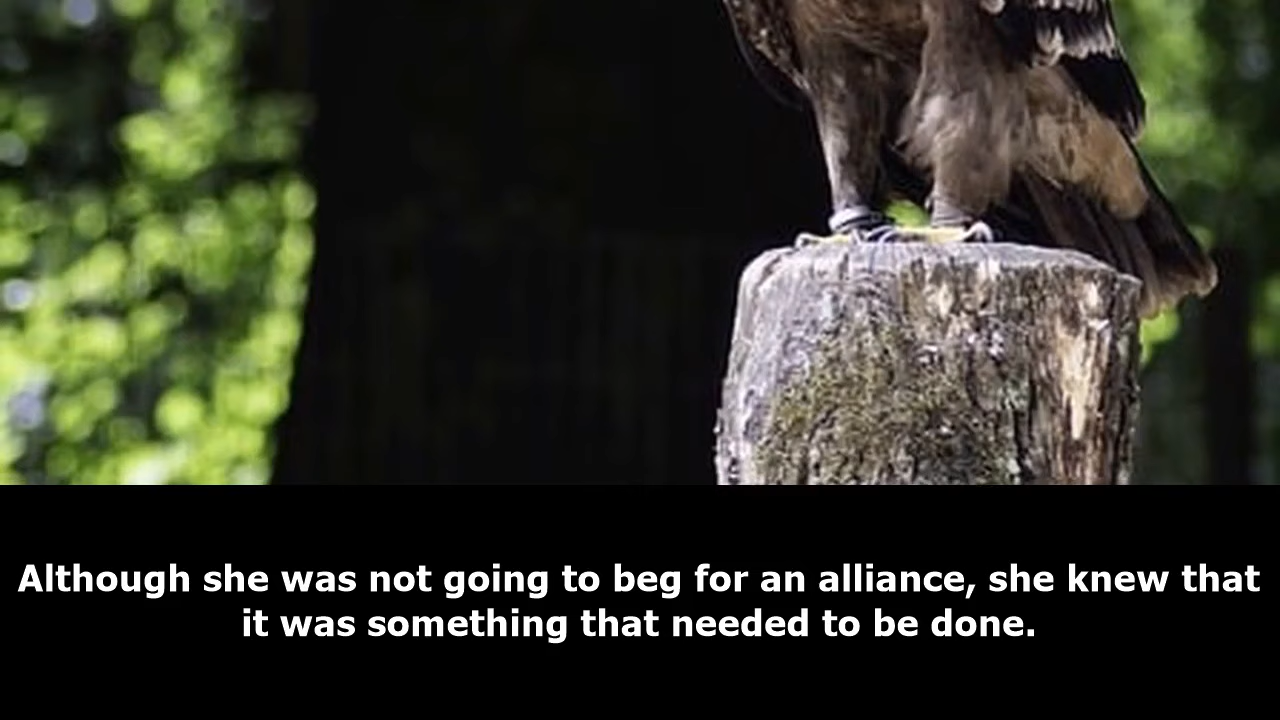 Although she was not going to beg for an alliance, she knew that
it was something that needed to be done.